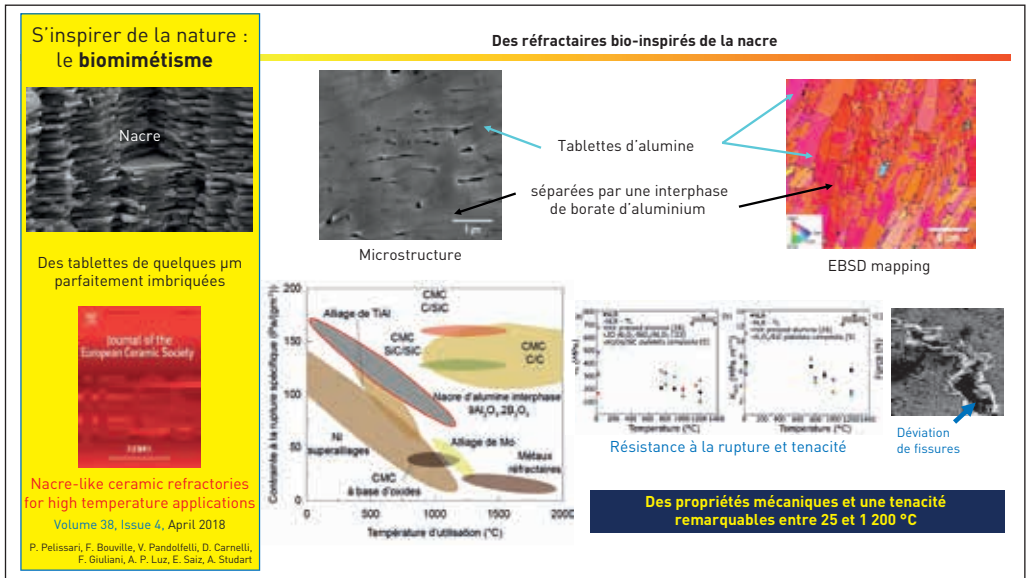 S'inspirer de la nature :
le biomimétisme
Nacre
Des tablettes de quelques µm
parfaitement imbriquées
Journal of the
European Ceramic Society
Nacre-like ceramic refractories
for high temperature applications
Volume 38, Issue 4, April 2018
P. Pelissari, F. Bouville, V. Pandolfelli, D. Carnelli,
F. Giuliani, A. P. Luz, E. Saiz, A. Studart
Des réfractaires bio-inspirés de la nacre
Tablettes d'alumine
séparées par une interphase
de borate d'aluminium
Microstructure
EBSD mapping
Contrainte à la rupture spécifique (Pa/(gm⁻³))
200
150
100
50
0
0
500
1000
1500
2000
Température d'utilisation (°C)
Alliage de TiAl
CMC
C/SiC
CMC
SiC/SiC
CMC
C/C
Nacre d'alumine interphase
9Al₂O₃.2B₂O₃
Ni
superalliages
Alliage de Mo
CMC
à base d'oxides
Métaux
réfractaires
Temperature (°C)
Temperature (°C)
Force (%)
Résistance à la rupture et tenacité
Déviation
de fissures
Des propriétés mécaniques et une tenacité
remarquables entre 25 et 1 200 °C